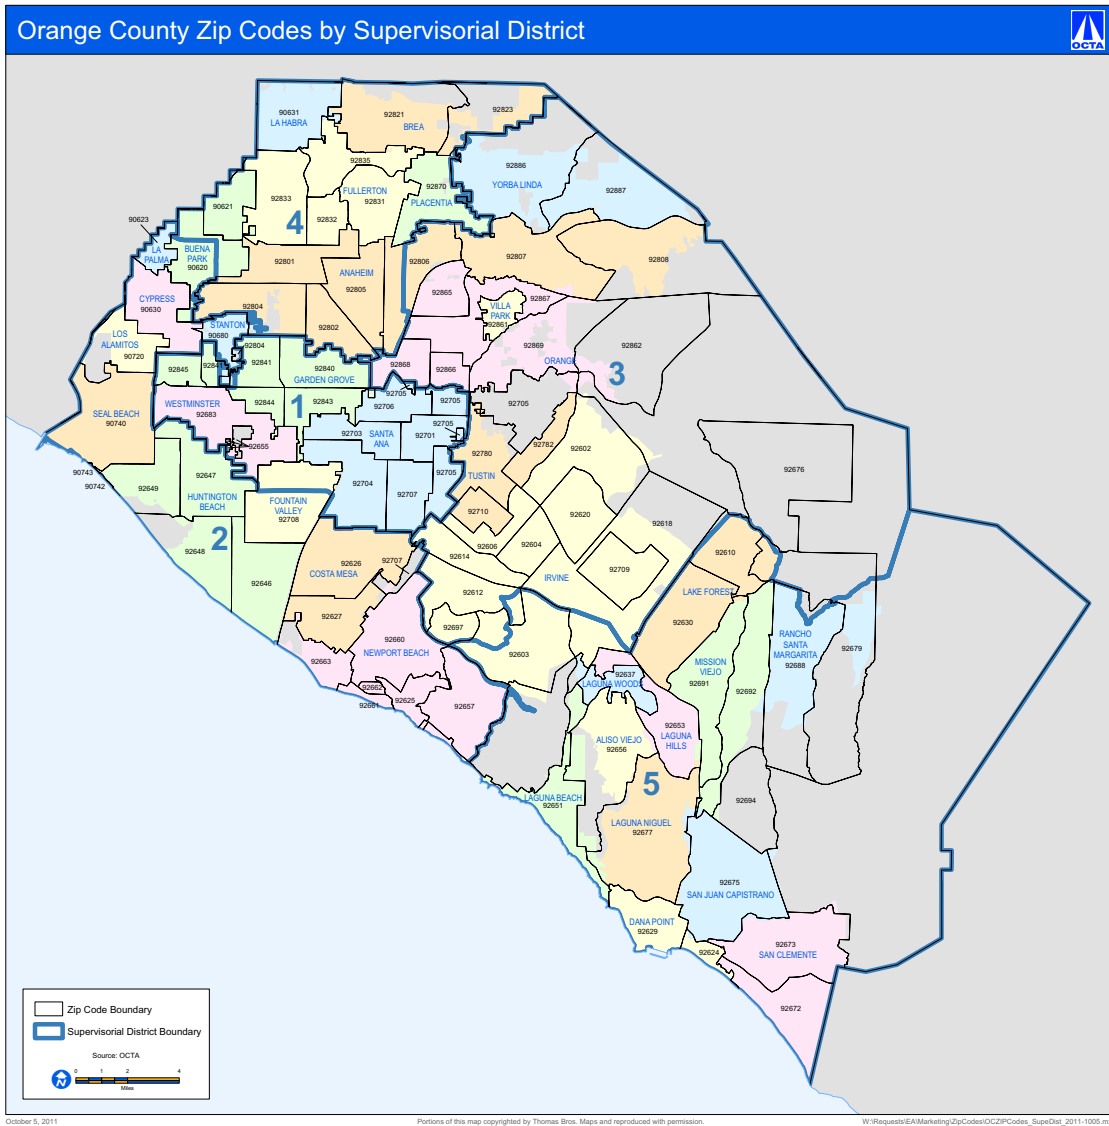 Orange County Zip Codes by Supervisorial District
OCTA
90631
LA HABRA
92821
BREA
92823
92835
92886
YORBA LINDA
92887
92870
PLACENTIA
FULLERTON
92831
92833
92832
90621
4
90623
LA
PALMA
BUENA
PARK
90620
92801
ANAHEIM
92805
92806
92807
92808
CYPRESS
90630
92804
92802
92865
92867
VILLA
PARK
92861
92869
ORANGE
92862
3
STANTON
90680
LOS
ALAMITOS
90720
92804
92841
92841
92845
92840
GARDEN GROVE
92868
92866
SEAL BEACH
90740
WESTMINSTER
92683
92844
1
92843
92705
92706
92705
92705
92705
92703
SANTA
ANA
92701
92655
92780
TUSTIN
92782
92602
92676
90743
90742
92649
92647
HUNTINGTON
BEACH
FOUNTAIN
VALLEY
92708
92704
92707
92705
92710
92620
92618
2
92648
92646
92626
COSTA MESA
92707
92614
92606
92604
92709
IRVINE
92610
LAKE FOREST
92612
92627
92697
92630
92660
NEWPORT BEACH
92603
92663
92662
92661
92625
92657
92637
LAGUNA WOODS
MISSION
VIEJO
92691
92692
RANCHO
SANTA
MARGARITA
92688
92679
92653
LAGUNA
HILLS
ALISO VIEJO
92656
5
LAGUNA BEACH
92651
LAGUNA NIGUEL
92677
92694
92675
SAN JUAN CAPISTRANO
DANA POINT
92629
92624
92673
SAN CLEMENTE
92672
Zip Code Boundary
Supervisorial District Boundary
Source: OCTA
N
0 1 2 4
Miles
October 5, 2011
Portions of this map copyrighted by Thomas Bros. Maps and reproduced with permission.
W:\Requests\EA\Marketing\ZipCodes\OCZIPCodes_SupeDist_2011-1005.m